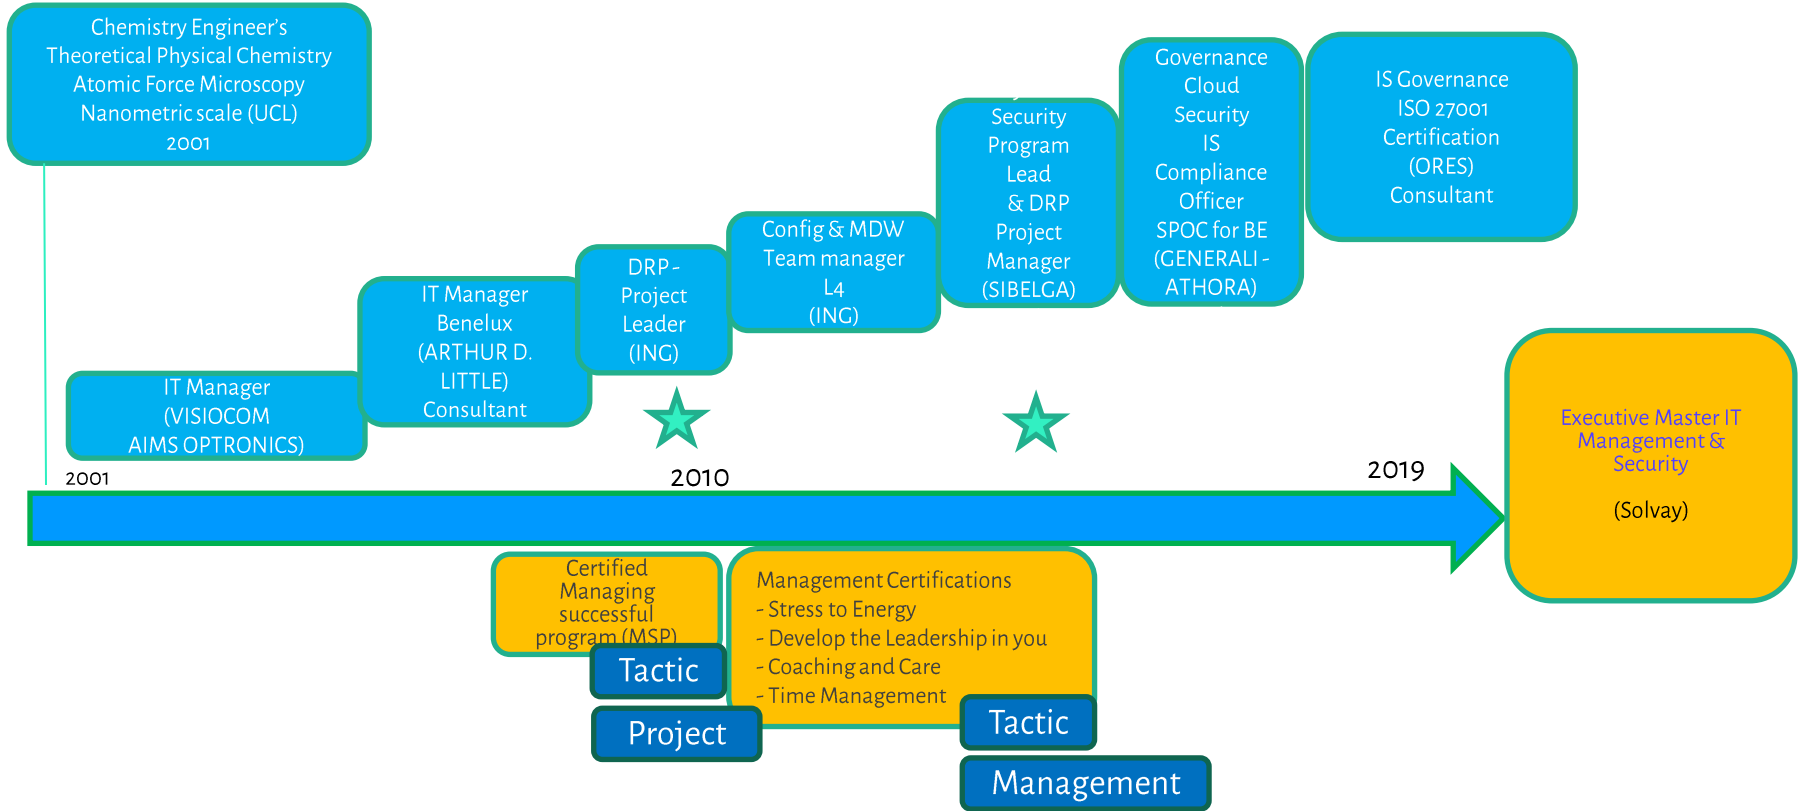 Chemistry Engineer's
Theoretical Physical Chemistry
Atomic Force Microscopy
Nanometric scale (UCL)
2001
IT Manager
(VISIOCOM
AIMS OPTRONICS)
IT Manager
Benelux
(ARTHUR D.
LITTLE)
Consultant
DRP-
Project
Leader
(ING)
Config & MDW
Team manager
L4
(ING)
Security
Program
Lead
& DRP
Project
Manager
(SIBELGA)
Governance
Cloud
Security
IS
Compliance
Officer
SPOC for BE
(GENERALI -
ATHORA)
IS Governance
ISO 27001
Certification
(ORES)
Consultant
2001
2010
2019
Executive Master IT
Management &
Security
(Solvay)
Certified
Managing
successful
program (MSP)
Tactic
Project
Management Certifications
- Stress to Energy
- Develop the Leadership in you
- Coaching and Care
- Time Management
Tactic
Management